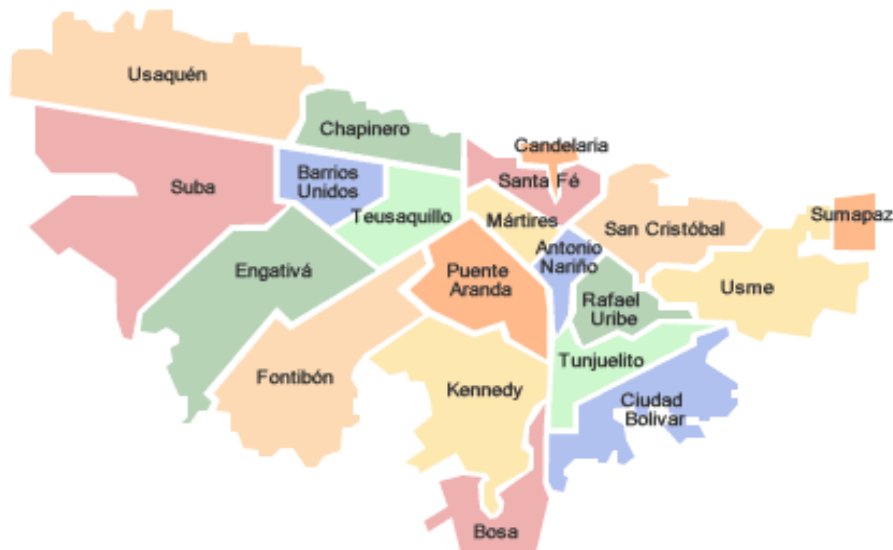 Usaquén
Chapinero
Candelaria
Barrios
Unidos
Santa Fé
Suba
Teusaquillo
Mártires
San Cristóbal
Sumapaz
Antonio
Nariño
Engativá
Puente
Aranda
Usme
Rafael
Uribe
Tunjuelito
Fontibón
Kennedy
Ciudad
Bolivar
Bosa